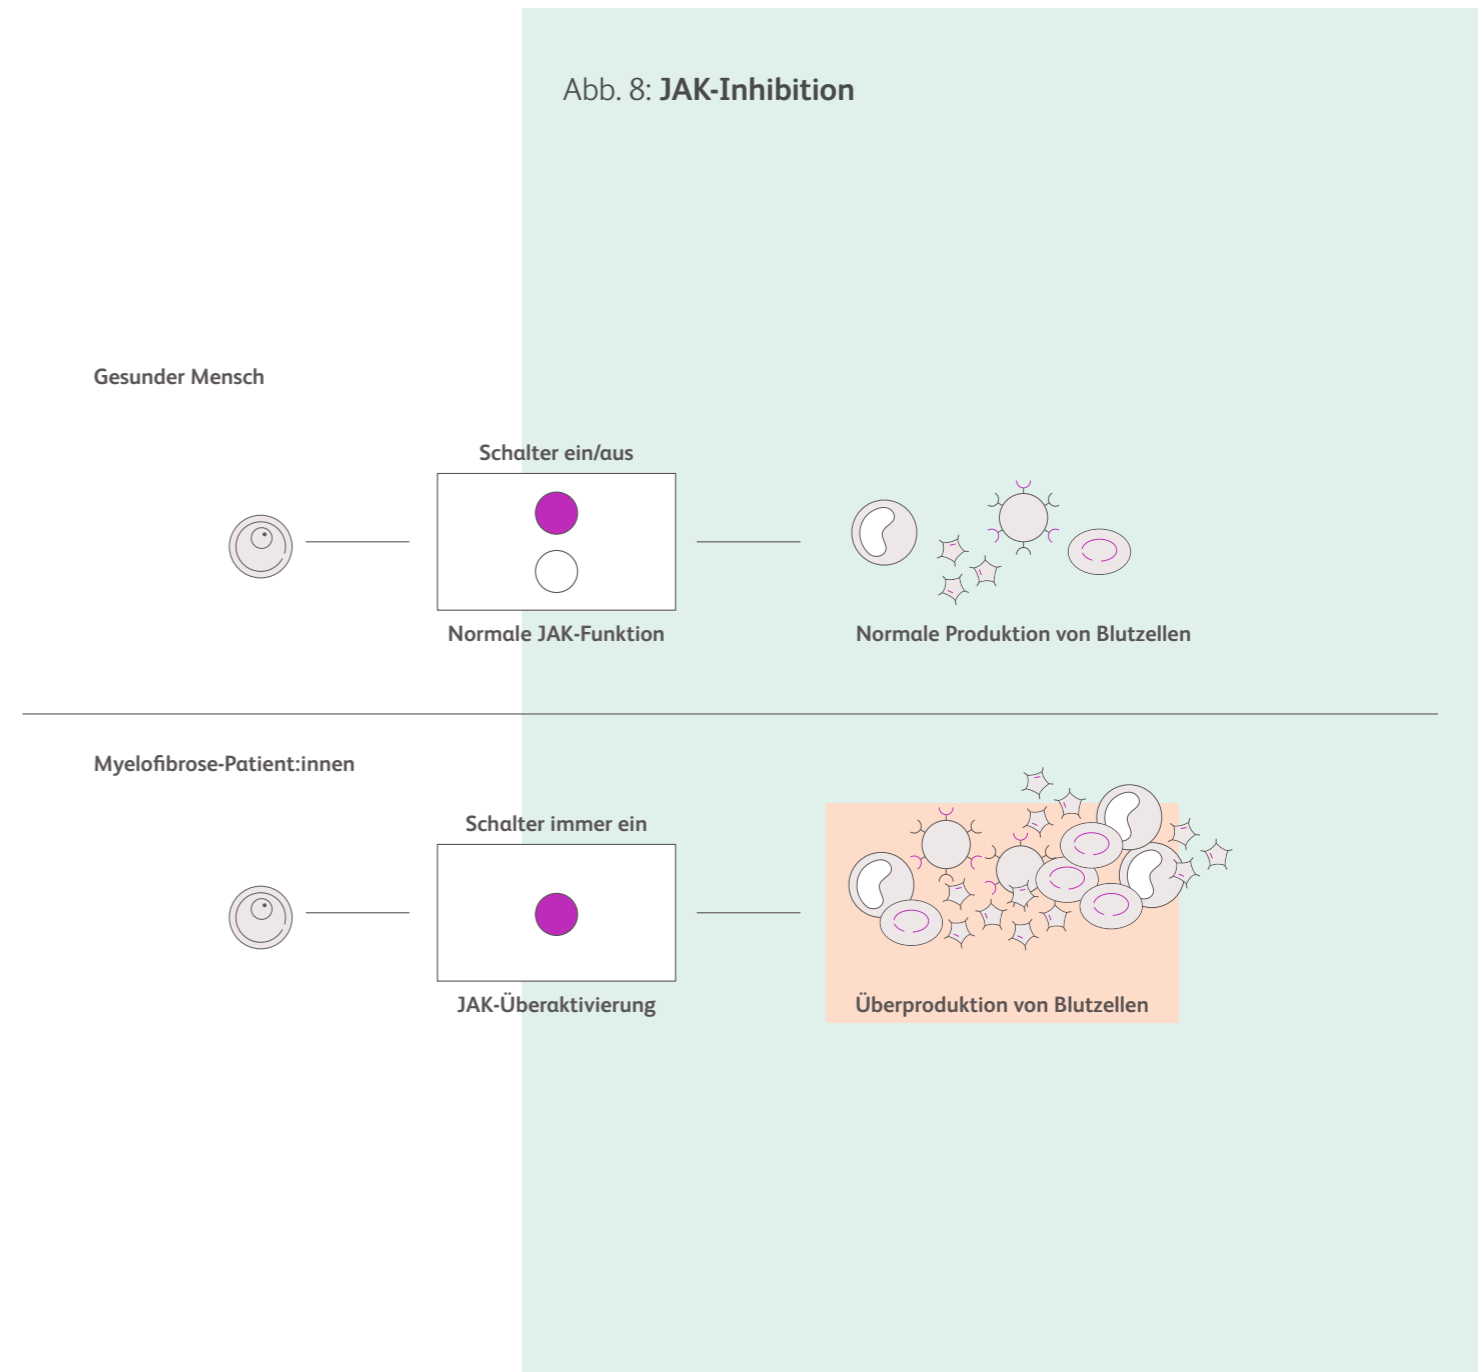 Abb. 8: JAK-Inhibition
Gesunder Mensch
Schalter ein/aus
Normale JAK-Funktion
Normale Produktion von Blutzellen
Myelofibrose-Patient:innen
Schalter immer ein
JAK-Überaktivierung
Überproduktion von Blutzellen